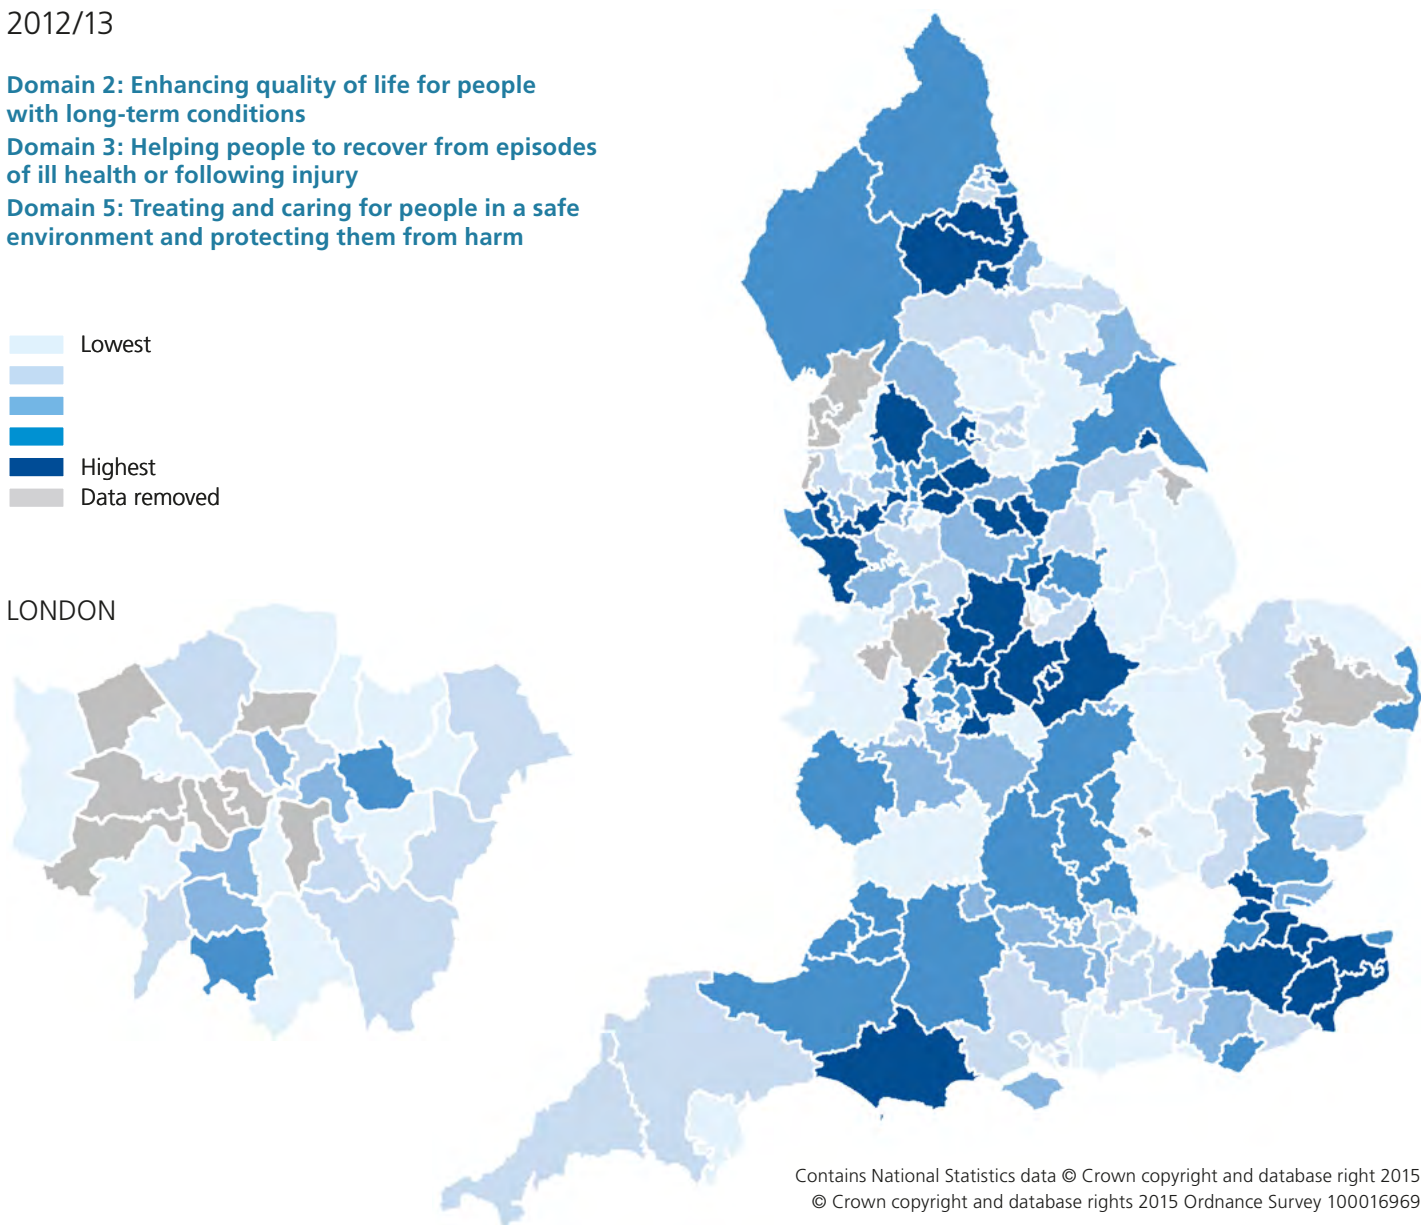 2012/13
Domain 2: Enhancing quality of life for people
with long-term conditions
Domain 3: Helping people to recover from episodes
of ill health or following injury
Domain 5: Treating and caring for people in a safe
environment and protecting them from harm
Lowest
Highest
Data removed
LONDON
Contains National Statistics data © Crown copyright and database right 2015
© Crown copyright and database rights 2015 Ordnance Survey 100016969